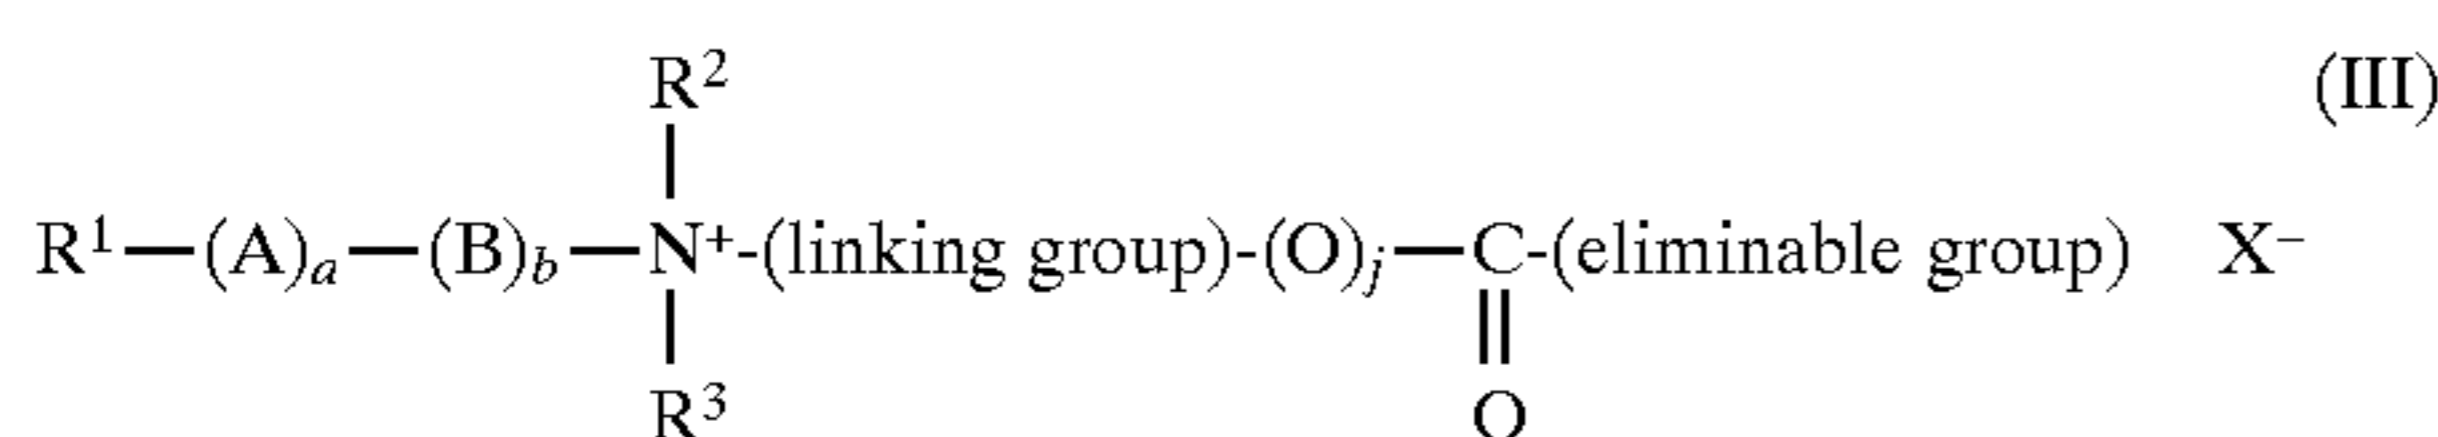 R² (III)
R¹—(A)ₐ—(B)b—N⁺-(linking group)-(O)ⱼ—C-(eliminable group) X⁻
R³ O